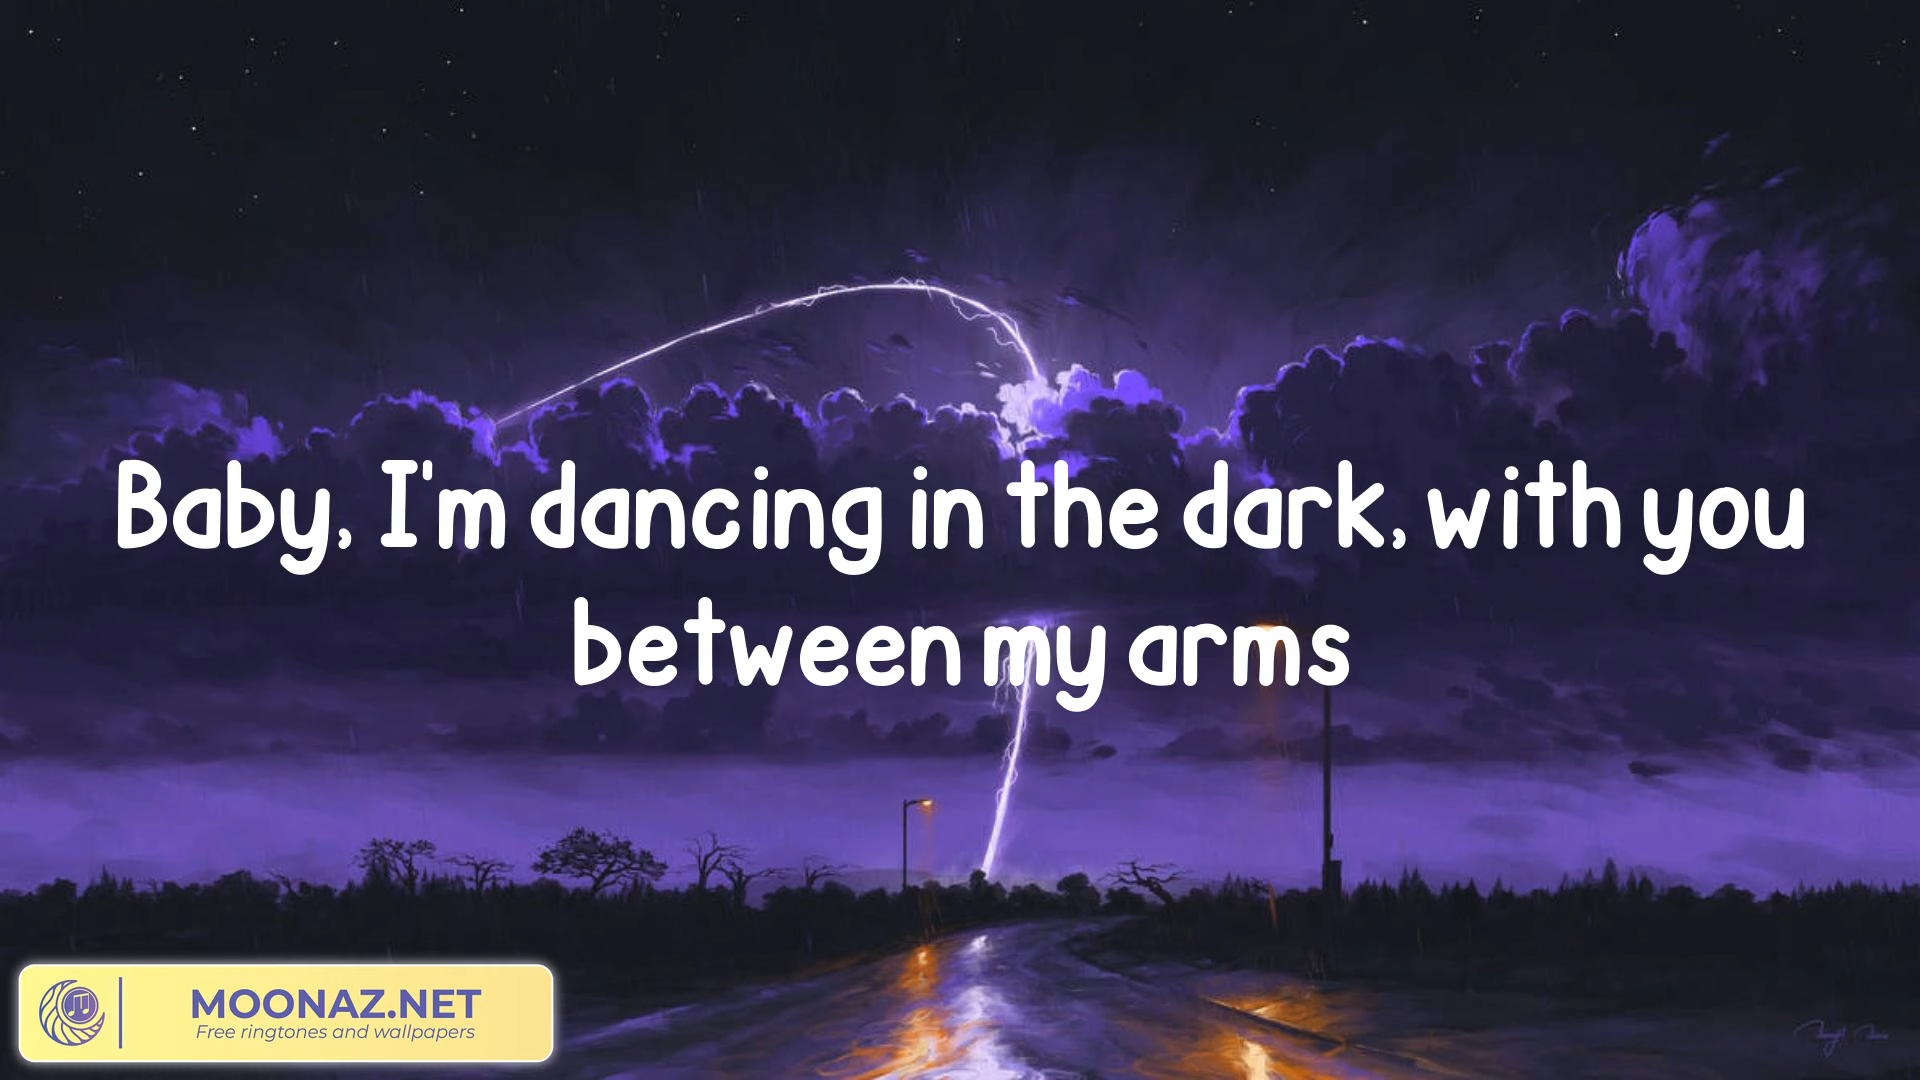 Baby, I'm dancing in the dark, with you
between my arms
MOONAZ.NET
Free ringtones and wallpapers